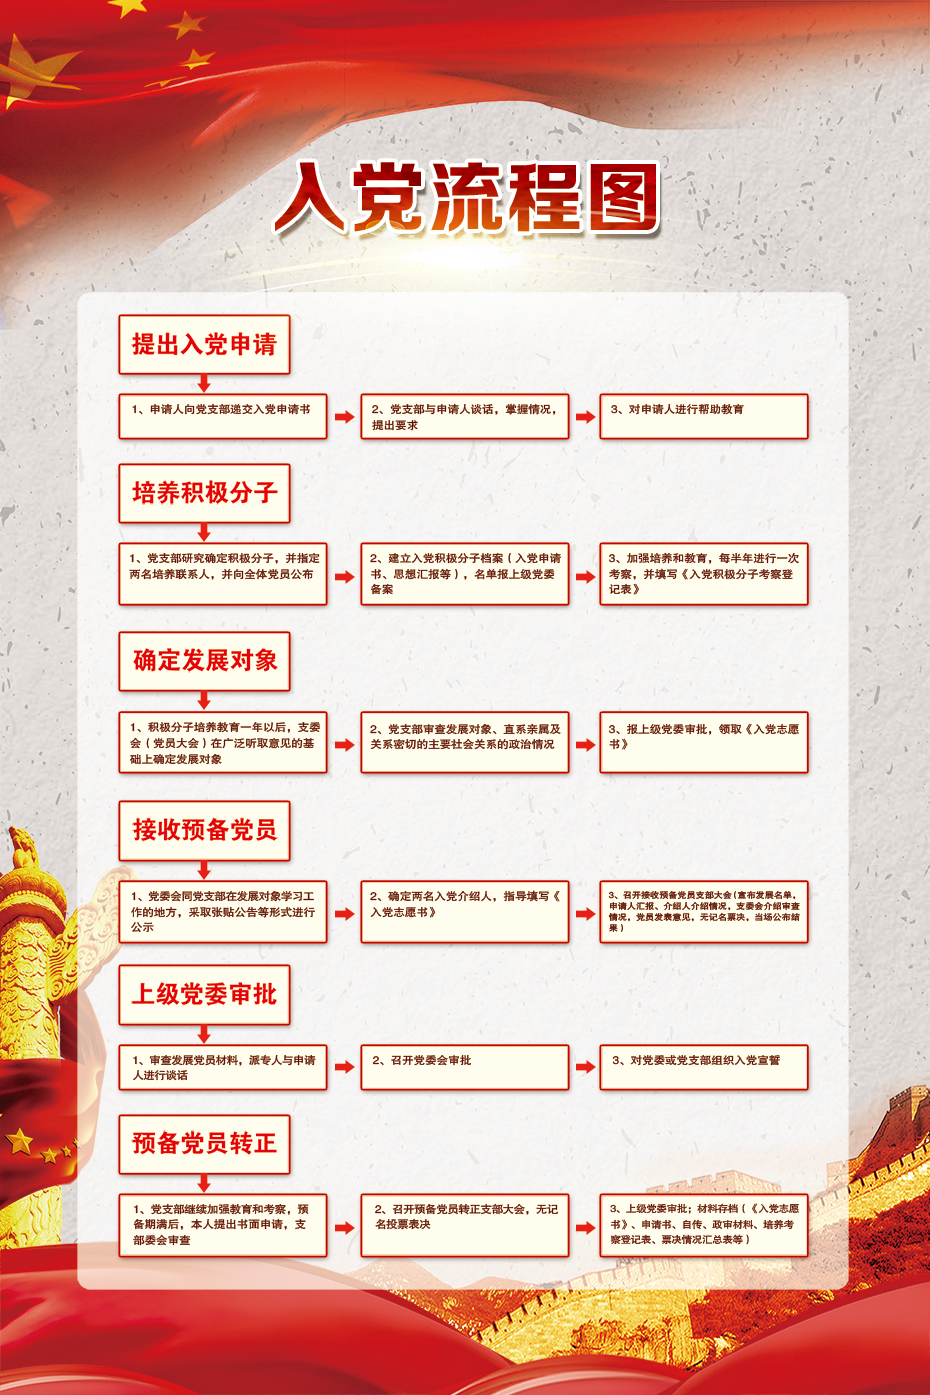 入党流程图
提出入党申请
1、申请人向党支部递交入党申请书
2、党支部与申请人谈话，掌握情况，
提出要求
3、对申请人进行帮助教育
培养积极分子
1、党支部研究确定积极分子，并指定
两名培养联系人，并向全体党员公布
2、建立入党积极分子档案（入党申请
书、思想汇报等），名单报上级党委
备案
3、加强培养和教育，每半年进行一次
考察，并填写《入党积极分子考察登
记表》
确定发展对象
1、积极分子培养教育一年以后，支委
会（党员大会）在广泛听取意见的基
础上确定发展对象
2、党支部审查发展对象、直系亲属及
关系密切的主要社会关系的政治情况
3、报上级党委审批，领取《入党志愿
书》
接收预备党员
1、党委会同党支部在发展对象学习工
作的地方，采取张贴公告等形式进行
公示
2、确定两名入党介绍人，指导填写《
入党志愿书》
3、召开接收预备党员支部大会（宣布发展名单，
申请人汇报、介绍人介绍情况，支委会介绍审查
情况，党员发表意见，无记名票决，当场公布结
果）
上级党委审批
1、审查发展党员材料，派专人与申请
人进行谈话
2、召开党委会审批
3、对党委或党支部组织入党宣誓
预备党员转正
1、党支部继续加强教育和考察，预
备期满后，本人提出书面申请，支
部委会审查
2、召开预备党员转正支部大会，无记
名投票表决
3、上级党委审批；材料存档（《入党志愿
书》、申请书、自传、政审材料、培养考
察登记表、票决情况汇总表等）